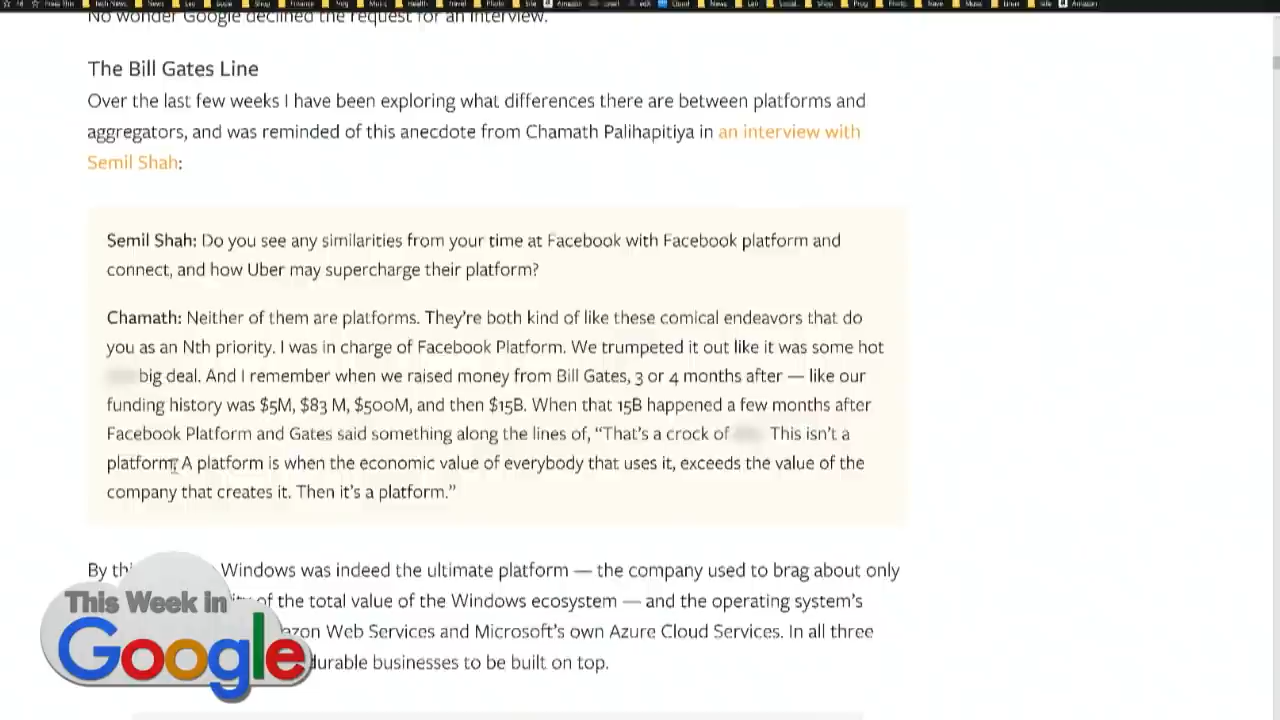 No wonder Google declined the request for an interview.
The Bill Gates Line
Over the last few weeks I have been exploring what differences there are between platforms and
aggregators, and was reminded of this anecdote from Chamath Palihapitiya in an interview with
Semil Shah:
Semil Shah: Do you see any similarities from your time at Facebook with Facebook platform and
connect, and how Uber may supercharge their platform?
Chamath: Neither of them are platforms. They’re both kind of like these comical endeavors that do
you as an Nth priority. I was in charge of Facebook Platform. We trumpeted it out like it was some hot
big deal. And I remember when we raised money from Bill Gates, 3 or 4 months after — like our
funding history was $5M, $83 M, $500M, and then $15B. When that 15B happened a few months after
Facebook Platform and Gates said something along the lines of, “That’s a crock of This isn’t a
platform. A platform is when the economic value of everybody that uses it, exceeds the value of the
company that creates it. Then it’s a platform.”
By Windows was indeed the ultimate platform — the company used to brag about only
of the total value of the Windows ecosystem — and the operating system’s
Web Services and Microsoft’s own Azure Cloud Services. In all three
durable businesses to be built on top.
This Week in
Google